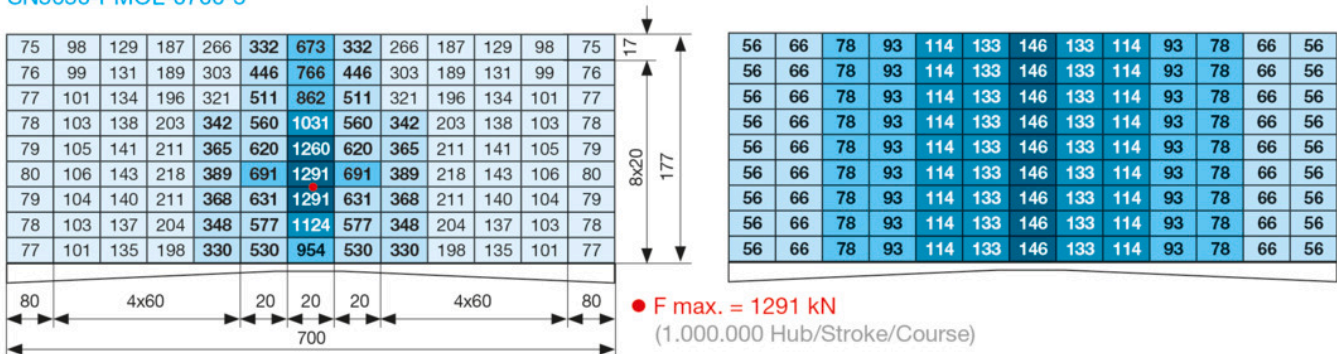 75 98 129 187 266 332 673 332 266 187 129 98 75
76 99 131 189 303 446 766 446 303 189 131 99 76
77 101 134 196 321 511 862 511 321 196 134 101 77
78 103 138 203 342 560 1031 560 342 203 138 103 78
79 105 141 211 365 620 1260 620 365 211 141 105 79
80 106 143 218 389 691 1291 691 389 218 143 106 80
79 104 140 211 368 631 1291 631 368 211 140 104 79
78 103 137 204 348 577 1124 577 348 204 137 103 78
77 101 135 198 330 530 954 530 330 198 135 101 77
17
8x20
177
80 4x60 20 20 20 4x60 80
700
56 66 78 93 114 133 146 133 114 93 78 66 56
56 66 78 93 114 133 146 133 114 93 78 66 56
56 66 78 93 114 133 146 133 114 93 78 66 56
56 66 78 93 114 133 146 133 114 93 78 66 56
56 66 78 93 114 133 146 133 114 93 78 66 56
56 66 78 93 114 133 146 133 114 93 78 66 56
56 66 78 93 114 133 146 133 114 93 78 66 56
56 66 78 93 114 133 146 133 114 93 78 66 56
56 66 78 93 114 133 146 133 114 93 78 66 56
F max. = 1291 kN
(1.000.000 Hub/Stroke/Course)